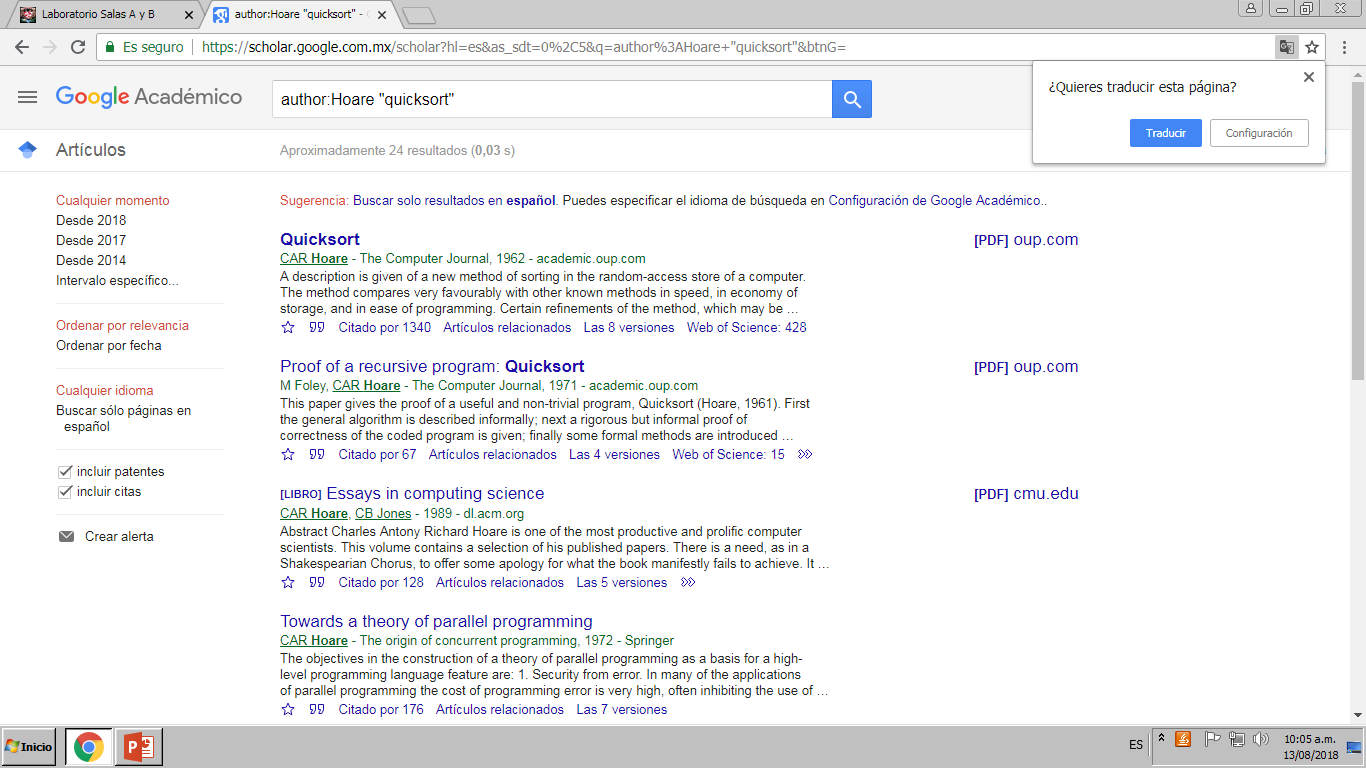 Laboratorio Salas A y B
author:Hoare "quicksort" -
Es seguro
https://scholar.google.com.mx/scholar?hl=es&as_sdt=0%2C5&q=author%3AHoare+"quicksort"&btnG=
Google Académico
author:Hoare "quicksort"
¿Quieres traducir esta página?
Traducir
Configuración
Artículos
Aproximadamente 24 resultados (0,03 s)
Cualquier momento
Desde 2018
Desde 2017
Desde 2014
Intervalo específico...
Ordenar por relevancia
Ordenar por fecha
Cualquier idioma
Buscar sólo páginas en
español
incluir patentes
incluir citas
Crear alerta
Sugerencia: Buscar solo resultados en español. Puedes especificar el idioma de búsqueda en Configuración de Google Académico..
Quicksort
[PDF] oup.com
CAR Hoare - The Computer Journal, 1962 - academic.oup.com
A description is given of a new method of sorting in the random-access store of a computer.
The method compares very favourably with other known methods in speed, in economy of
storage, and in ease of programming. Certain refinements of the method, which may be ...
Citado por 1340 Artículos relacionados Las 8 versiones Web of Science: 428
Proof of a recursive program: Quicksort
[PDF] oup.com
M Foley, CAR Hoare - The Computer Journal, 1971 - academic.oup.com
This paper gives the proof of a useful and non-trivial program, Quicksort (Hoare, 1961). First
the general algorithm is described informally; next a rigorous but informal proof of
correctness of the coded program is given; finally some formal methods are introduced ...
Citado por 67 Artículos relacionados Las 4 versiones Web of Science: 15
[LIBRO] Essays in computing science
[PDF] cmu.edu
CAR Hoare, CB Jones - 1989 - dl.acm.org
Abstract Charles Antony Richard Hoare is one of the most productive and prolific computer
scientists. This volume contains a selection of his published papers. There is a need, as in a
Shakespearian Chorus, to offer some apology for what the book manifestly fails to achieve. It ...
Citado por 128 Artículos relacionados Las 5 versiones
Towards a theory of parallel programming
CAR Hoare - The origin of concurrent programming, 1972 - Springer
The objectives in the construction of a theory of parallel programming as a basis for a high-
level programming language feature are: 1. Security from error. In many of the applications
of parallel programming the cost of programming error is very high, often inhibiting the use of ...
Citado por 176 Artículos relacionados Las 7 versiones
Inicio
ES
10:05 a.m.
13/08/2018